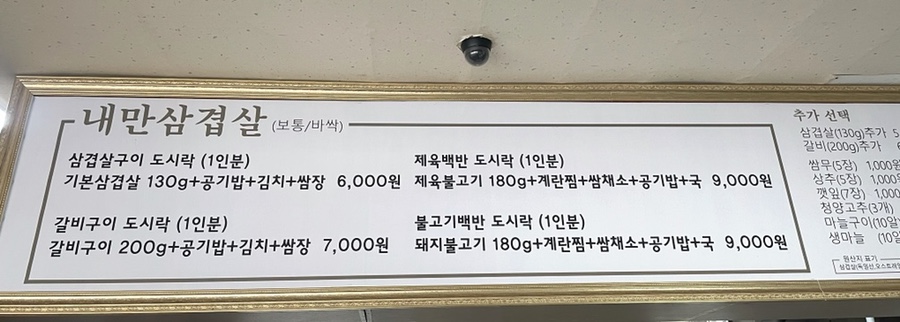 내만삼겹살 (보통/바싹)
삼겹살구이 도시락 (1인분)
기본삼겹살 130g+공기밥+김치+쌈장 6,000원
갈비구이 도시락 (1인분)
갈비구이 200g+공기밥+김치+쌈장 7,000원
제육백반 도시락 (1인분)
제육불고기 180g+계란찜+쌈채소+공기밥+국 9,000원
불고기백반 도시락 (1인분)
돼지불고기 180g+계란찜+쌈채소+공기밥+국 9,000원
추가 선택
삼겹살(130g)추가
갈비(200g)추가
쌈무(5장) 1,000원
상추(5장) 1,000
깻잎(7장) 1,000
청양고추(3개)
마늘구이(10알
생마늘 (10알
원산지 표기